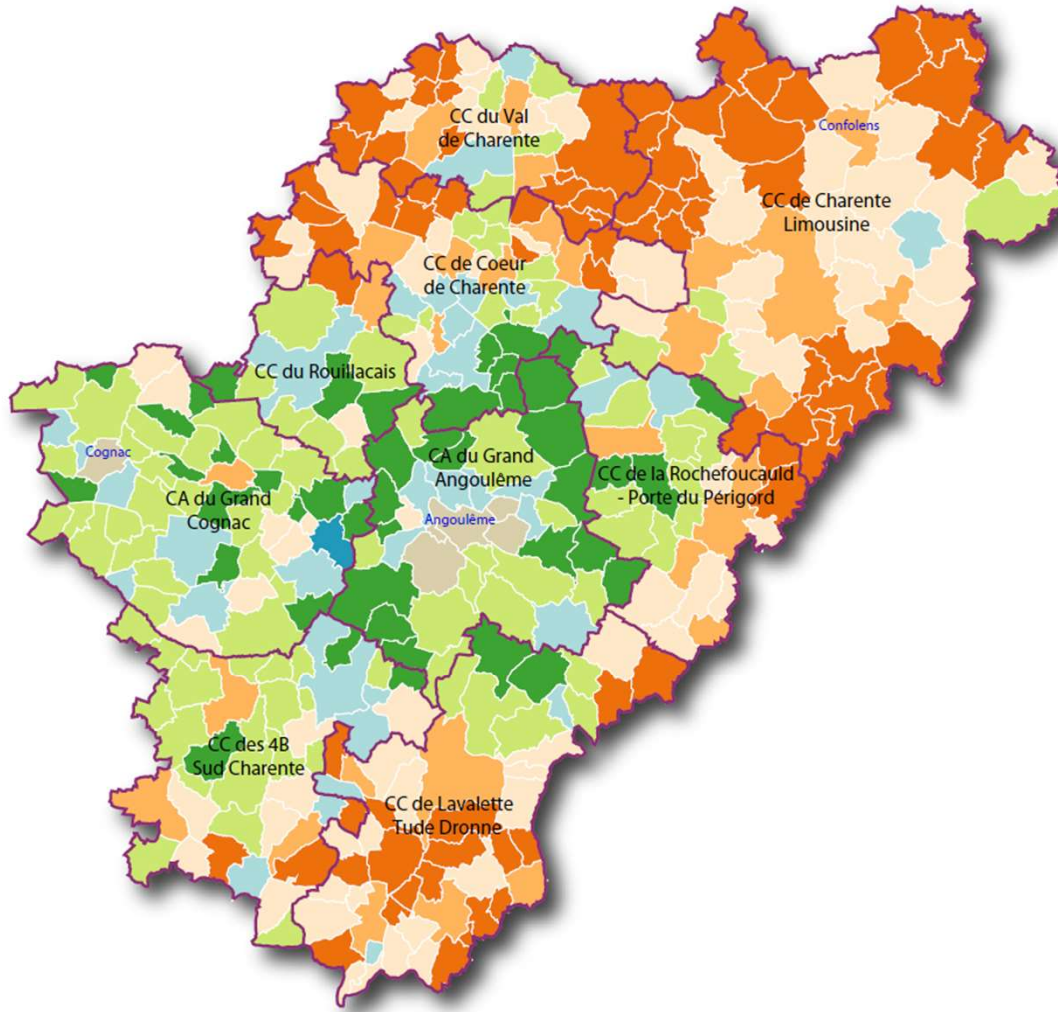 CC du Val
de Charente
Confolens
CC de Charente
Limousine
CC de Coeur
de Charente
CC du Rouillacais
Cognac
CA du Grand
Cognac
CA du Grand
Angoulême
Angoulême
CC de la Rochefoucauld
- Porte du Périgord
CC des 4B
Sud Charente
CC de Lavalette
Tude Dronne